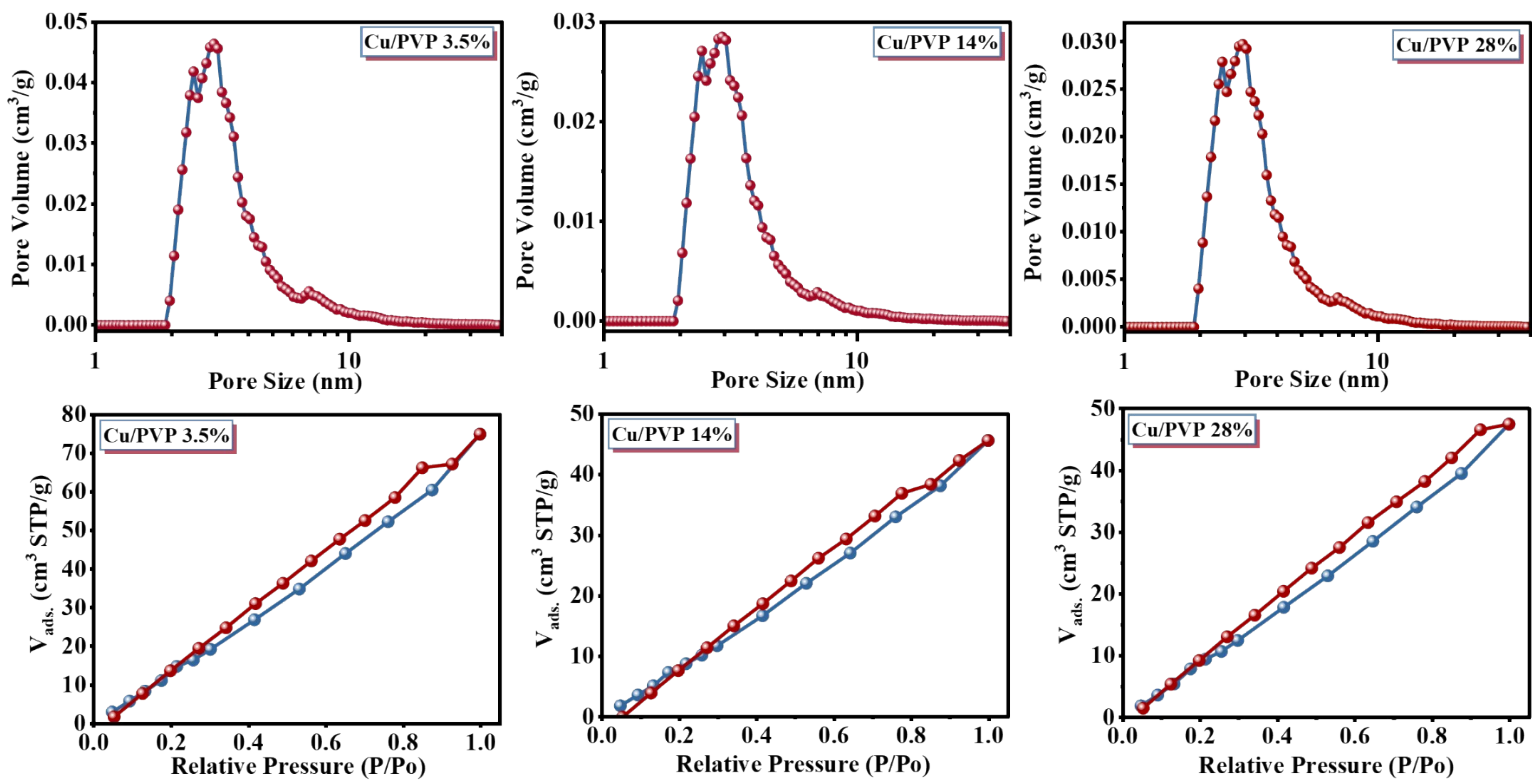 Cu/PVP 3.5%
Pore Volume (cm³/g)
0.05
0.04
0.03
0.02
0.01
0.00
1
10
Pore Size (nm)
Cu/PVP 14%
Pore Volume (cm³/g)
0.03
0.02
0.01
0.00
1
10
Pore Size (nm)
Cu/PVP 28%
Pore Volume (cm³/g)
0.030
0.025
0.020
0.015
0.010
0.005
0.000
1
10
Pore Size (nm)
Cu/PVP 3.5%
V_ads. (cm³ STP/g)
80
70
60
50
40
30
20
10
0
0.0 0.2 0.4 0.6 0.8 1.0
Relative Pressure (P/Po)
Cu/PVP 14%
V_ads. (cm³ STP/g)
50
40
30
20
10
0
0.0 0.2 0.4 0.6 0.8 1.0
Relative Pressure (P/Po)
Cu/PVP 28%
V_ads. (cm³ STP/g)
50
40
30
20
10
0
0.0 0.2 0.4 0.6 0.8 1.0
Relative Pressure (P/Po)